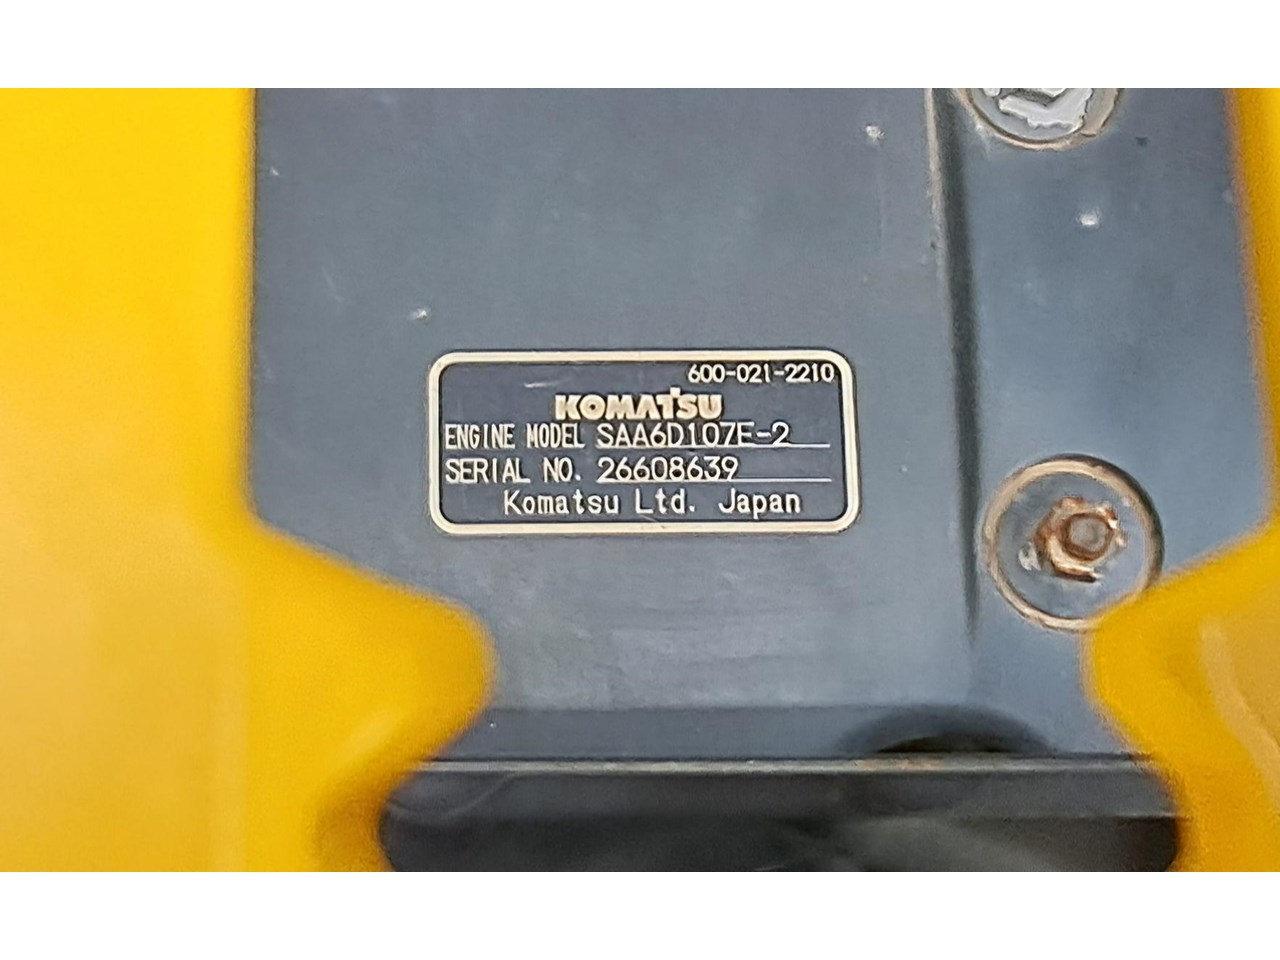 600-021-2210
KOMATSU
ENGINE MODEL SAA6D107E-2
SERIAL NO. 26608639
Komatsu Ltd. Japan